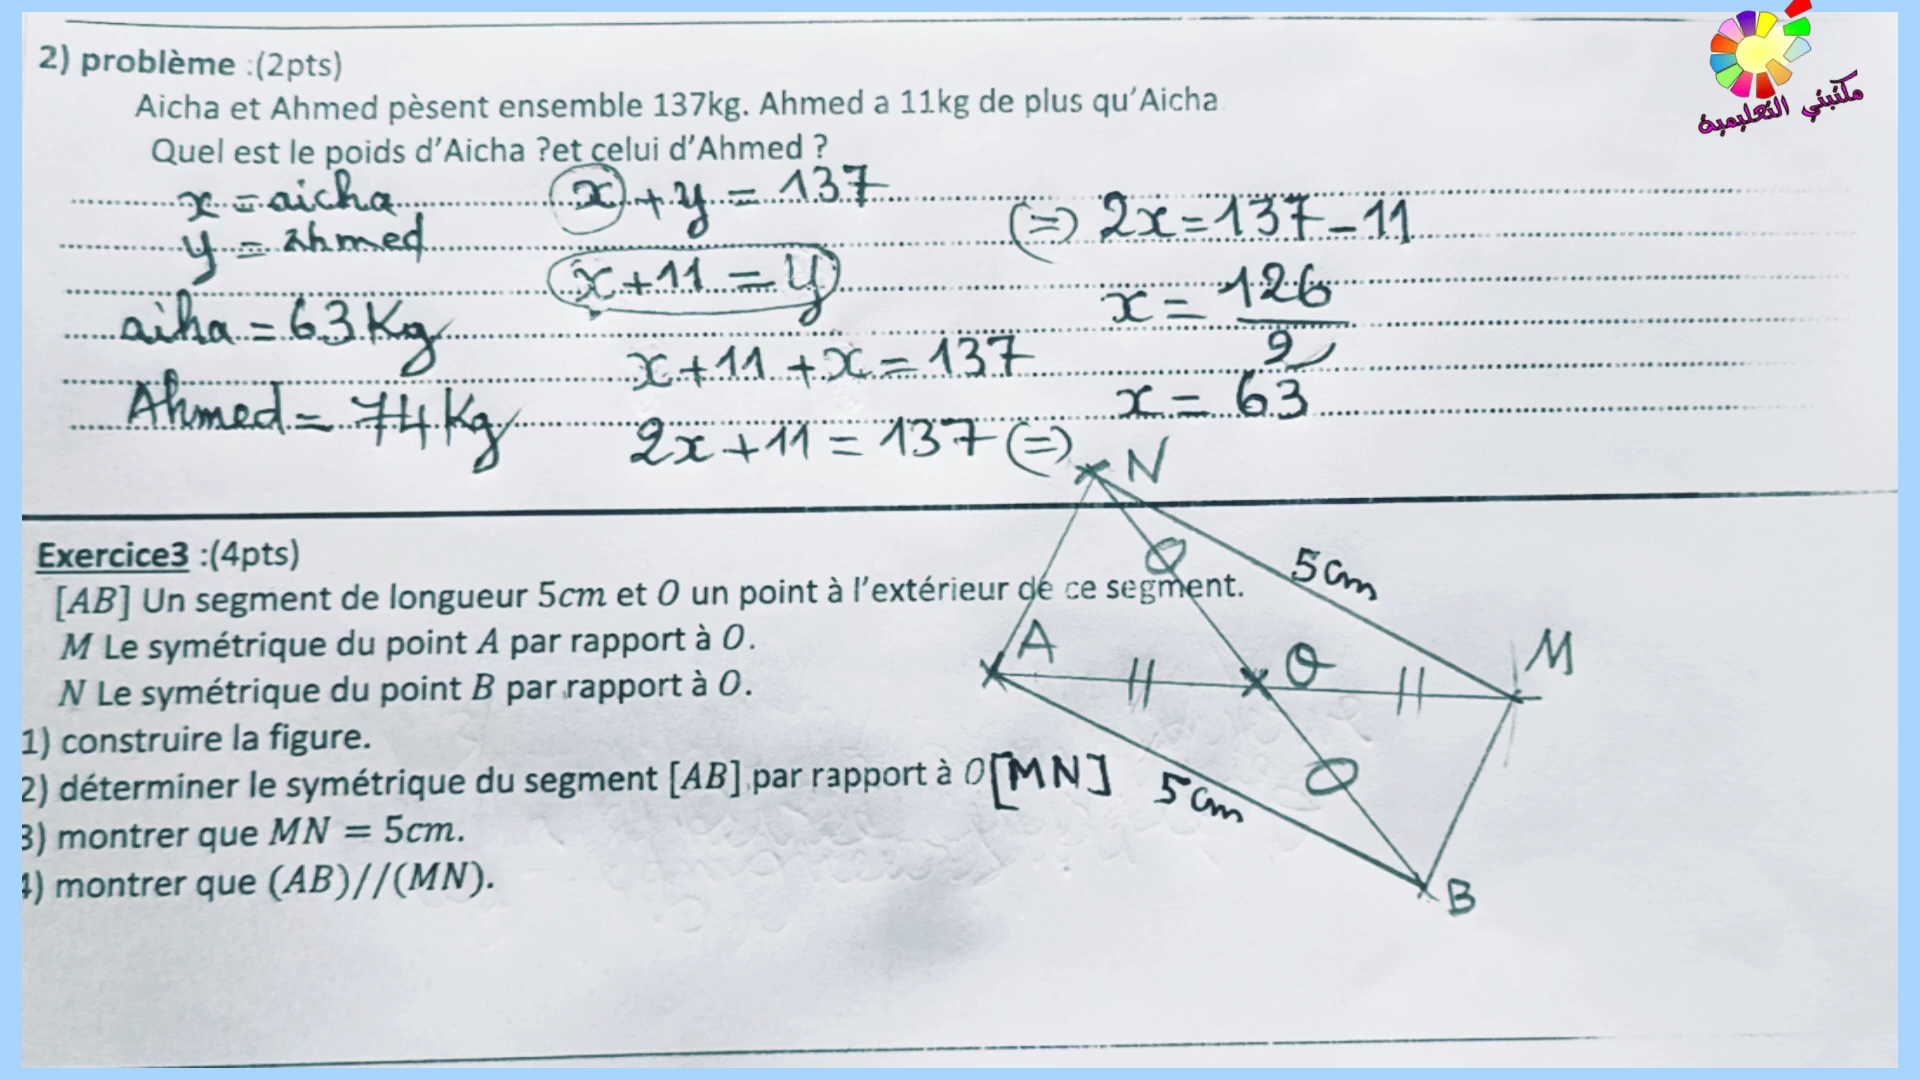 مكتبتي التعليمية
2) problème :(2pts)
Aicha et Ahmed pèsent ensemble 137kg. Ahmed a 11kg de plus qu'Aicha
Quel est le poids d'Aicha ?et celui d'Ahmed ?
x = aicha
y = ahmed
aiha = 63 Kg
Ahmed = 74 Kg
x + y = 137
x + 11 = y
x + 11 + x = 137
2x + 11 = 137 (=)
(=) 2x = 137 - 11
x = 126
2
x = 63
Exercice3 :(4pts)
[AB] Un segment de longueur 5cm et O un point à l'extérieur de ce segment.
M Le symétrique du point A par rapport à O.
N Le symétrique du point B par rapport à O.
1) construire la figure.
2) déterminer le symétrique du segment [AB] par rapport à O [MN]
3) montrer que MN = 5cm.
4) montrer que (AB)//(MN).
N
5cm
A
O
M
5cm
B